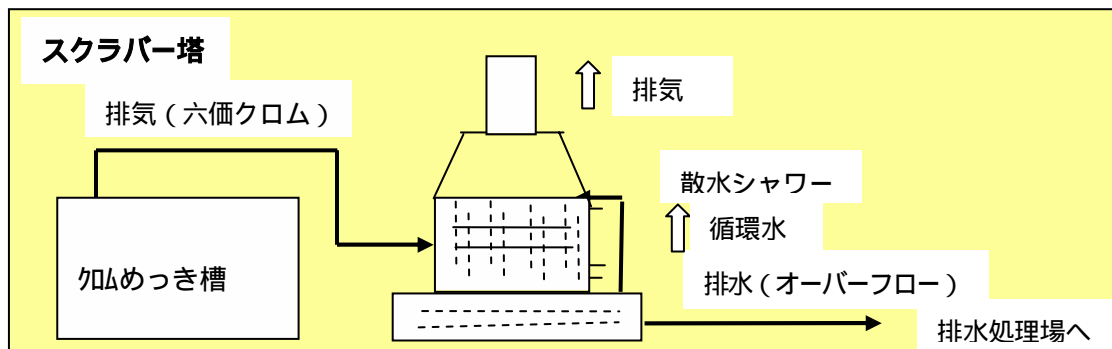 スクラバー塔
排気(六価クロム)
排気
散水シャワー
循環水
ｸﾛﾑめっき槽
排水(オーバーフロー)
排水処理場へ